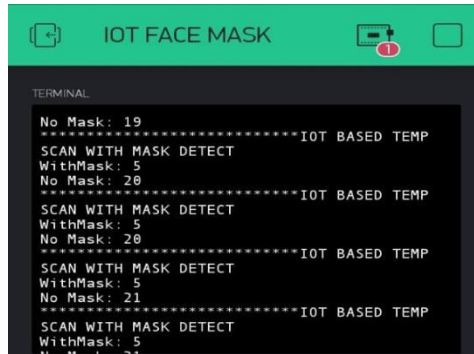 IOT FACE MASK
1
TERMINAL
No Mask: 19
****************************IOT BASED TEMP
SCAN WITH MASK DETECT
WithMask: 5
No Mask: 20
****************************IOT BASED TEMP
SCAN WITH MASK DETECT
WithMask: 5
No Mask: 20
****************************IOT BASED TEMP
SCAN WITH MASK DETECT
WithMask: 5
No Mask: 21
****************************IOT BASED TEMP
SCAN WITH MASK DETECT
WithMask: 5